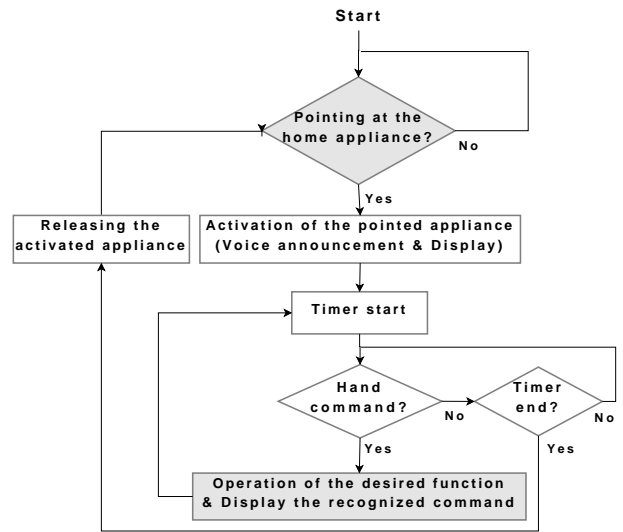 Start
Pointing at the
home appliance?
No
Yes
Releasing the
activated appliance
Activation of the pointed appliance
(Voice announcement & Display)
Timer start
Hand
command?
No
Timer
end?
No
Yes
Yes
Operation of the desired function
& Display the recognized command